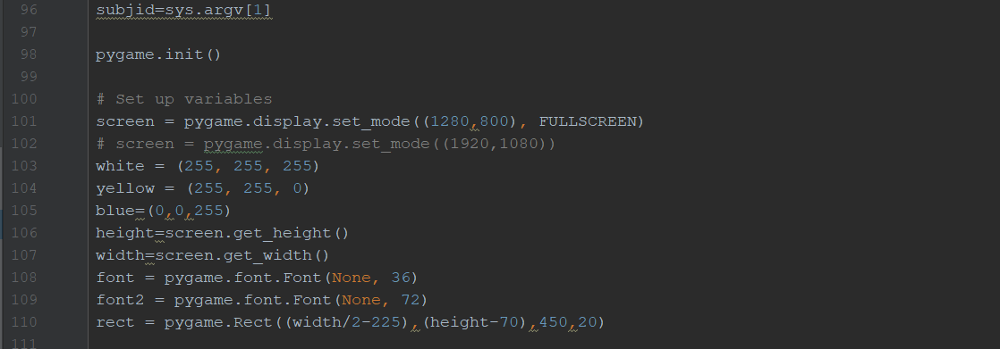 96 subjid=sys.argv[1]
97
98 pygame.init()
99
100 # Set up variables
101 screen = pygame.display.set_mode((1280,800), FULLSCREEN)
102 # screen = pygame.display.set_mode((1920,1080))
103 white = (255, 255, 255)
104 yellow = (255, 255, 0)
105 blue=(0,0,255)
106 height=screen.get_height()
107 width=screen.get_width()
108 font = pygame.font.Font(None, 36)
109 font2 = pygame.font.Font(None, 72)
110 rect = pygame.Rect((width/2-225),(height-70),450,20)
111